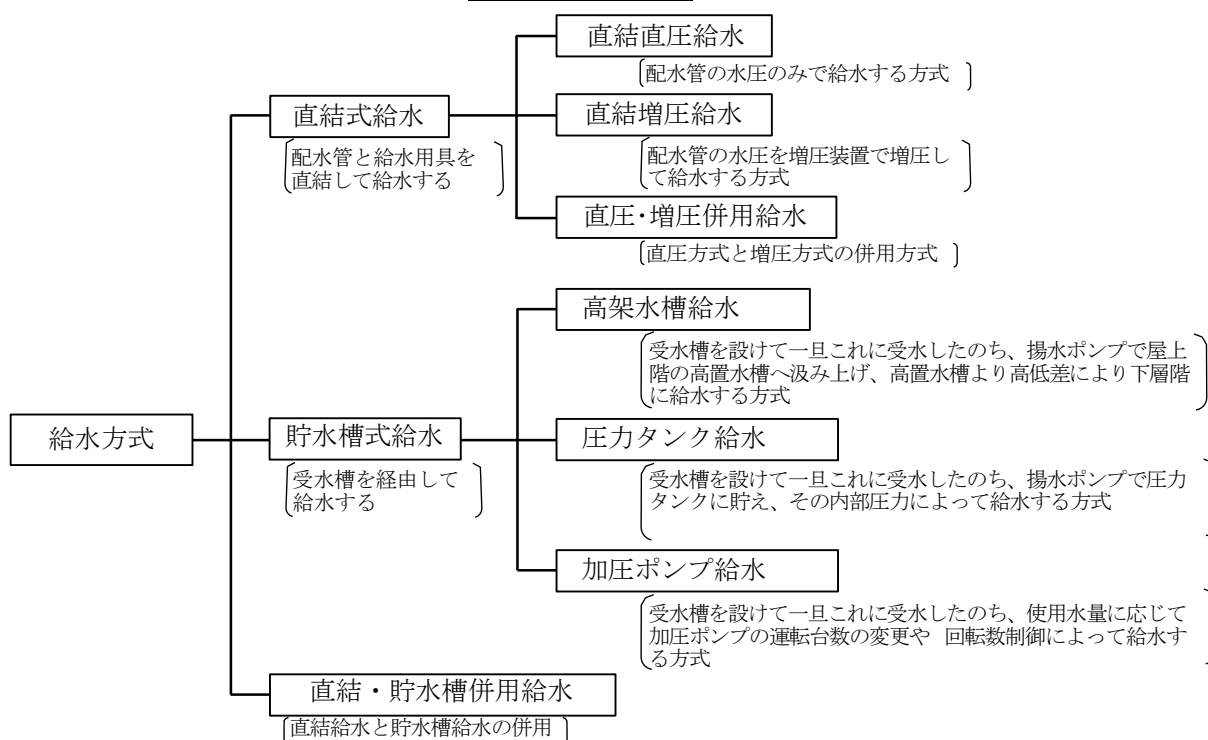 直結直圧給水
配水管の水圧のみで給水する方式
直結式給水
配水管と給水用具を
直結して給水する
直結増圧給水
配水管の水圧を増圧装置で増圧し
て給水する方式
直圧・増圧併用給水
直圧方式と増圧方式の併用方式
高架水槽給水
受水槽を設けて一旦これに受水したのち、揚水ポンプで屋上
階の高置水槽へ汲み上げ、高置水槽より高低差により下層階
に給水する方式
給水方式
貯水槽式給水
受水槽を経由して
給水する
圧力タンク給水
受水槽を設けて一旦これに受水したのち、揚水ポンプで圧力
タンクに貯え、その内部圧力によって給水する方式
加圧ポンプ給水
受水槽を設けて一旦これに受水したのち、使用水量に応じて
加圧ポンプの運転台数の変更や 回転数制御によって給水す
る方式
直結・貯水槽併用給水
直結給水と貯水槽給水の併用